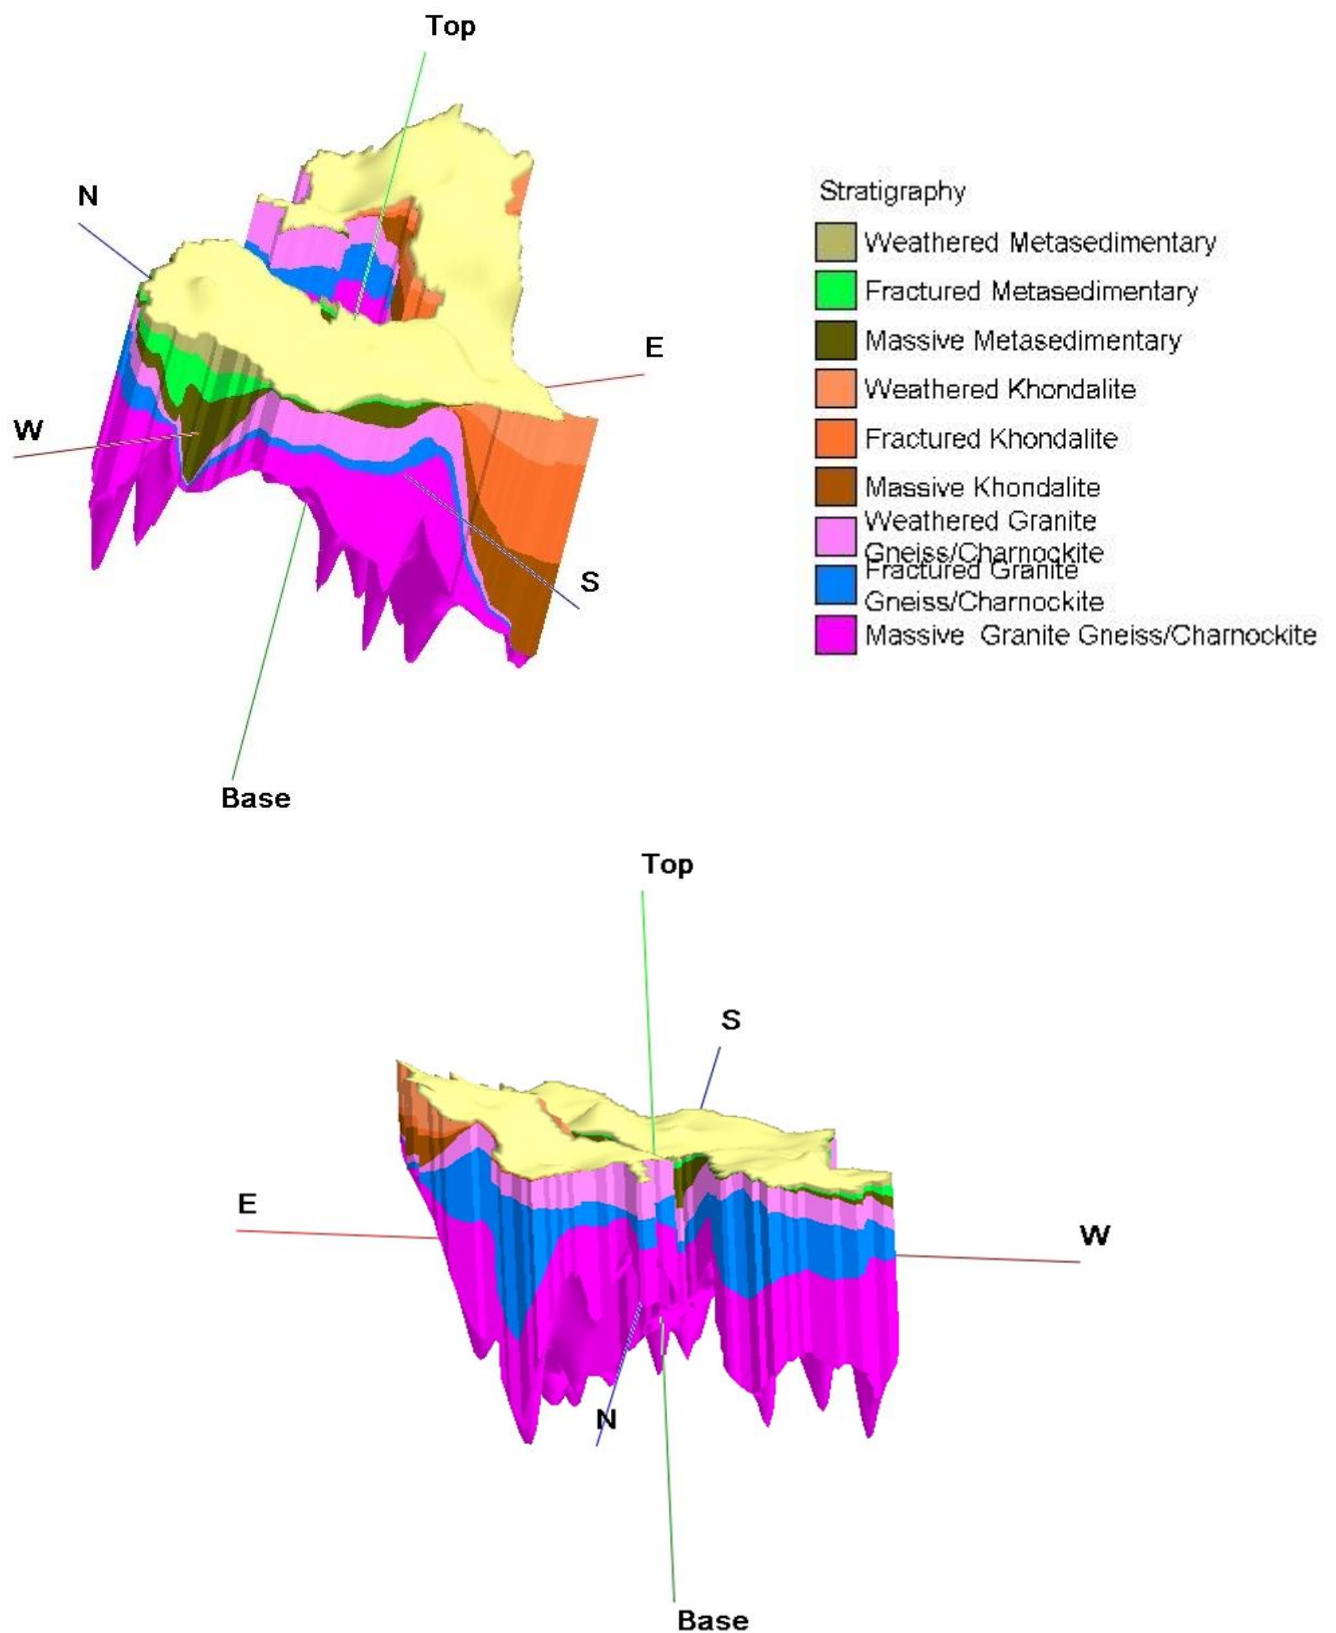 Top
N
E
W
S
Base
Stratigraphy
Weathered Metasedimentary
Fractured Metasedimentary
Massive Metasedimentary
Weathered Khondalite
Fractured Khondalite
Massive Khondalite
Weathered Granite
Gneiss/Charnockite
Fractured Granite
Gneiss/Charnockite
Massive Granite Gneiss/Charnockite
Top
S
E
W
N
Base